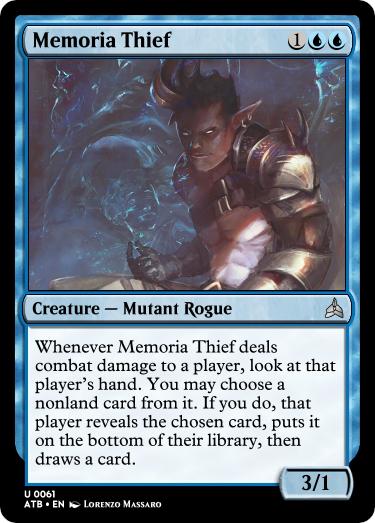 Memoria Thief 1
Creature — Mutant Rogue
Whenever Memoria Thief deals
combat damage to a player, look at that
player's hand. You may choose a
nonland card from it. If you do, that
player reveals the chosen card, puts it
on the bottom of their library, then
draws a card.
3/1
U 0061
ATB • EN Lorenzo Massaro